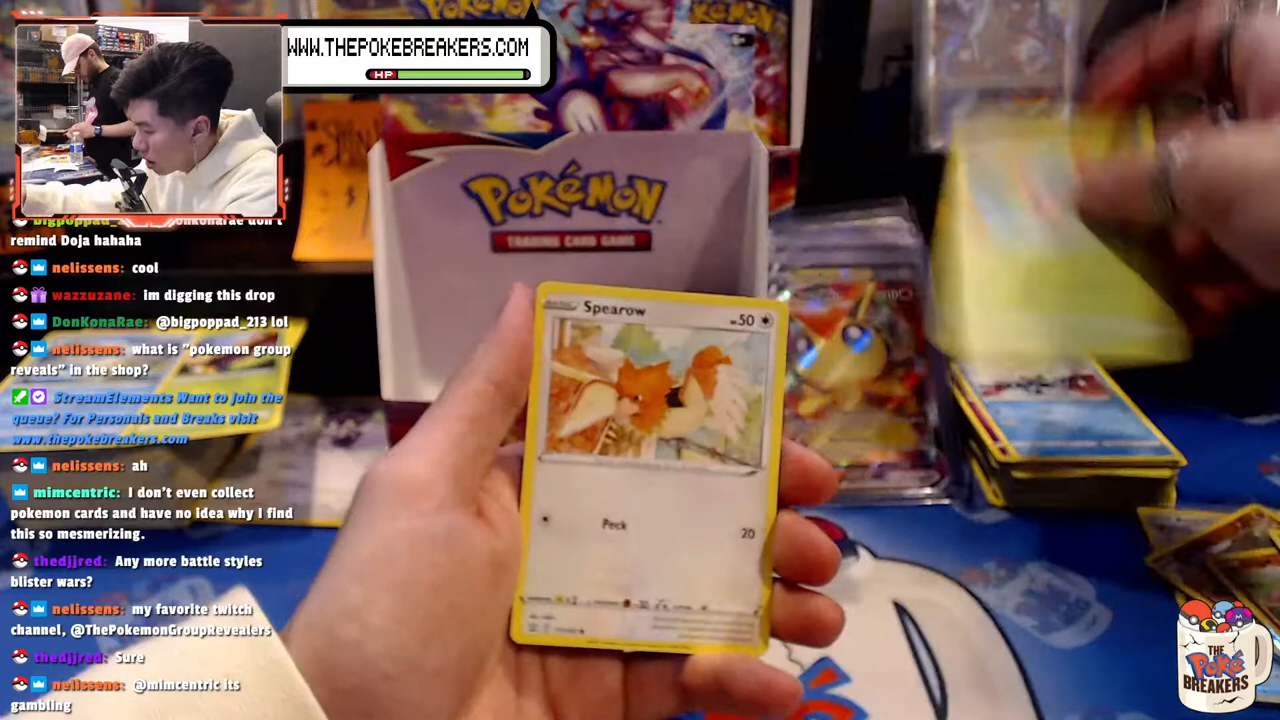 WWW.THEPOKEBREAKERS.COM
HP
POKéMON
TRADING CARD GAME
Spearow
50
Peck
20
bigpoppad_
remind Doja hahaha
nelissens: cool
wazzuzane: im digging this drop
DonKonaRae: @bigpoppad_213 lol
nelissens: what is "pokemon group
reveals" in the shop?
StreamElements Want to join the
queue? For Personals and Breaks visit
www.thepokebreakers.com
nelissens: ah
mimcentric: I don't even collect
pokemon cards and have no idea why I find
this so mesmerizing.
thedjjred: Any more battle styles
blister wars?
nelissens: my favorite twitch
channel, @ThePokemonGroupRevealers
thedjjred: Sure
nelissens: @mimcentric its
gambling
THE
Poké
BREAKERS